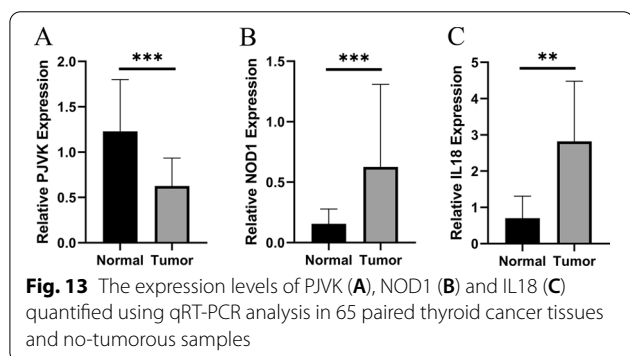 A
B
C
***
***
**
Relative PJVK Expression
2.0
1.5
1.0
0.5
0.0
Normal Tumor
Relative NOD1 Expression
1.5
1.0
0.5
0.0
Normal Tumor
Relative IL18 Expression
5
4
3
2
1
0
Normal Tumor
Fig. 13 The expression levels of PJVK (A), NOD1 (B) and IL18 (C)
quantified using qRT-PCR analysis in 65 paired thyroid cancer tissues
and no-tumorous samples